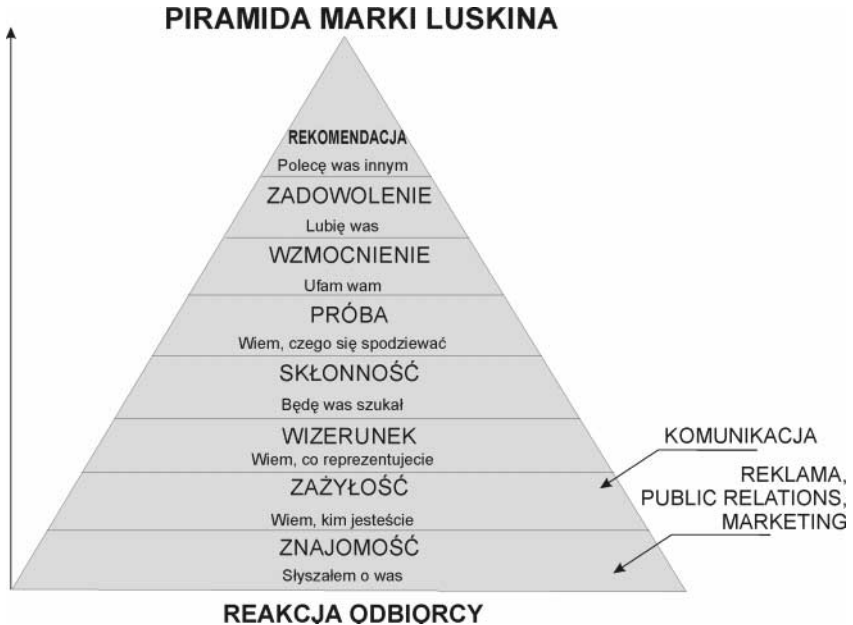 PIRAMIDA MARKI LUSKINA
REKOMENDACJA
Polecę was innym
ZADOWOLENIE
Lubię was
WZMOCNIENIE
Ufam wam
PRÓBA
Wiem, czego się spodziewać
SKŁONNOŚĆ
Będę was szukał
WIZERUNEK
Wiem, co reprezentujecie
ZAŻYŁOŚĆ
Wiem, kim jesteście
ZNAJOMOŚĆ
Słyszałem o was
KOMUNIKACJA
REKLAMA,
PUBLIC RELATIONS,
MARKETING
REAKCJA ODBIORCY